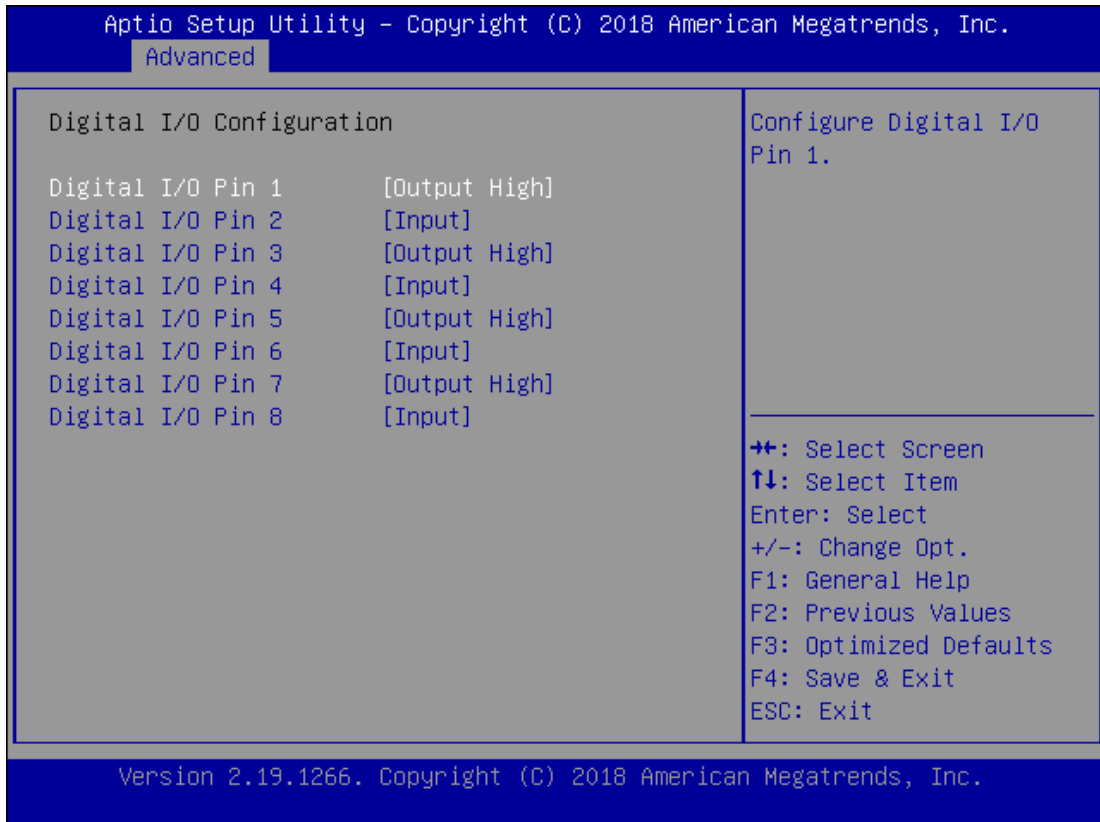 Aptio Setup Utility – Copyright (C) 2018 American Megatrends, Inc.
Advanced
Digital I/O Configuration
Digital I/O Pin 1 [Output High]
Digital I/O Pin 2 [Input]
Digital I/O Pin 3 [Output High]
Digital I/O Pin 4 [Input]
Digital I/O Pin 5 [Output High]
Digital I/O Pin 6 [Input]
Digital I/O Pin 7 [Output High]
Digital I/O Pin 8 [Input]
Configure Digital I/O
Pin 1.
→←: Select Screen
↑↓: Select Item
Enter: Select
+/-: Change Opt.
F1: General Help
F2: Previous Values
F3: Optimized Defaults
F4: Save & Exit
ESC: Exit
Version 2.19.1266. Copyright (C) 2018 American Megatrends, Inc.